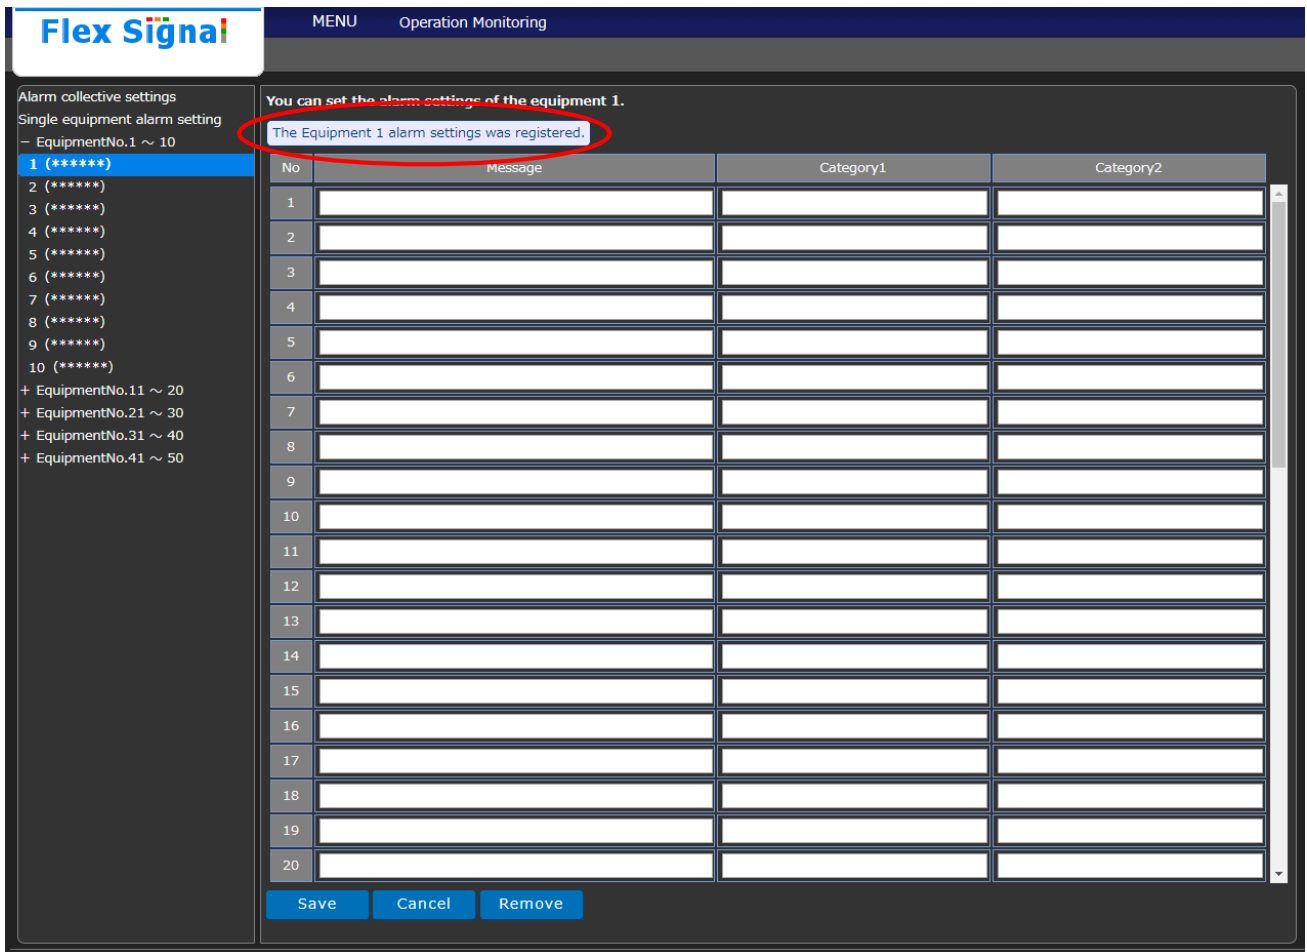 Flex Signal
MENU Operation Monitoring
Alarm collective settings
Single equipment alarm setting
− EquipmentNo.1 ～ 10
1 (******)
2 (******)
3 (******)
4 (******)
5 (******)
6 (******)
7 (******)
8 (******)
9 (******)
10 (******)
+ EquipmentNo.11 ～ 20
+ EquipmentNo.21 ～ 30
+ EquipmentNo.31 ～ 40
+ EquipmentNo.41 ～ 50
You can set the alarm settings of the equipment 1.
The Equipment 1 alarm settings was registered.
No Message Category1 Category2
1
2
3
4
5
6
7
8
9
10
11
12
13
14
15
16
17
18
19
20
Save Cancel Remove